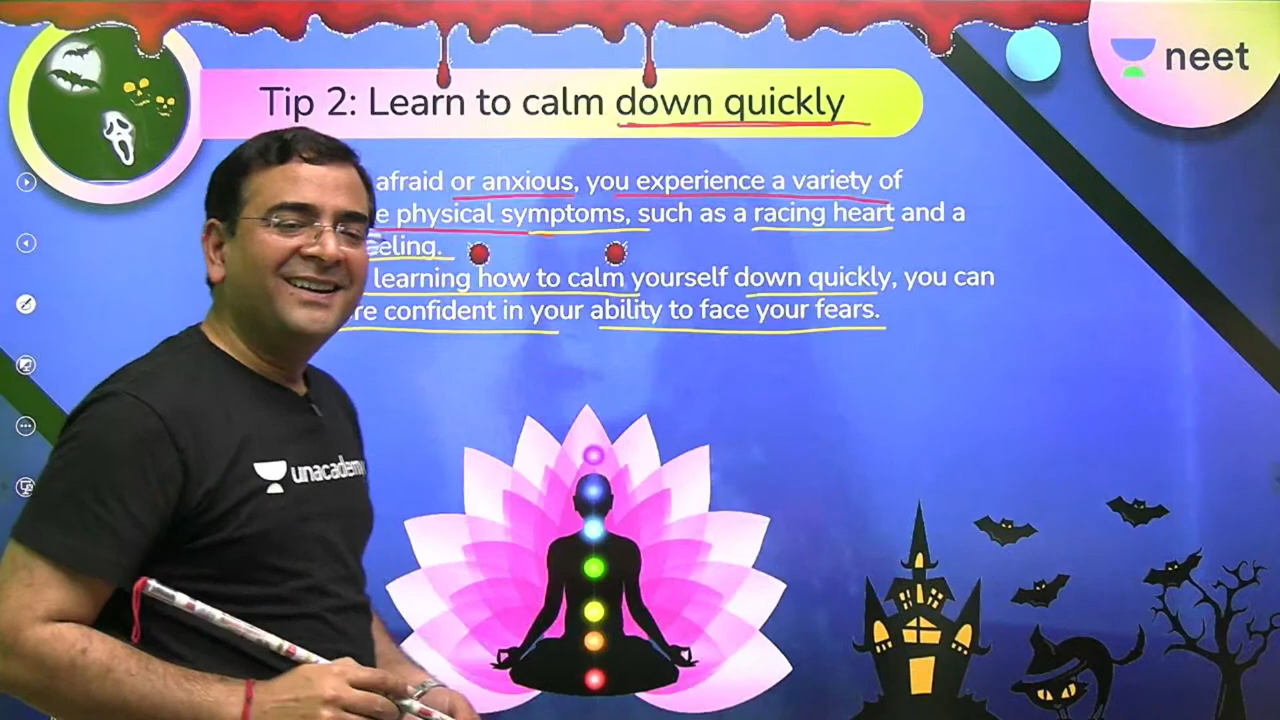 neet
Tip 2: Learn to calm down quickly
afraid or anxious, you experience a variety of
physical symptoms, such as a racing heart and a
eeling.
learning how to calm yourself down quickly, you can
confident in your ability to face your fears.
unacademy